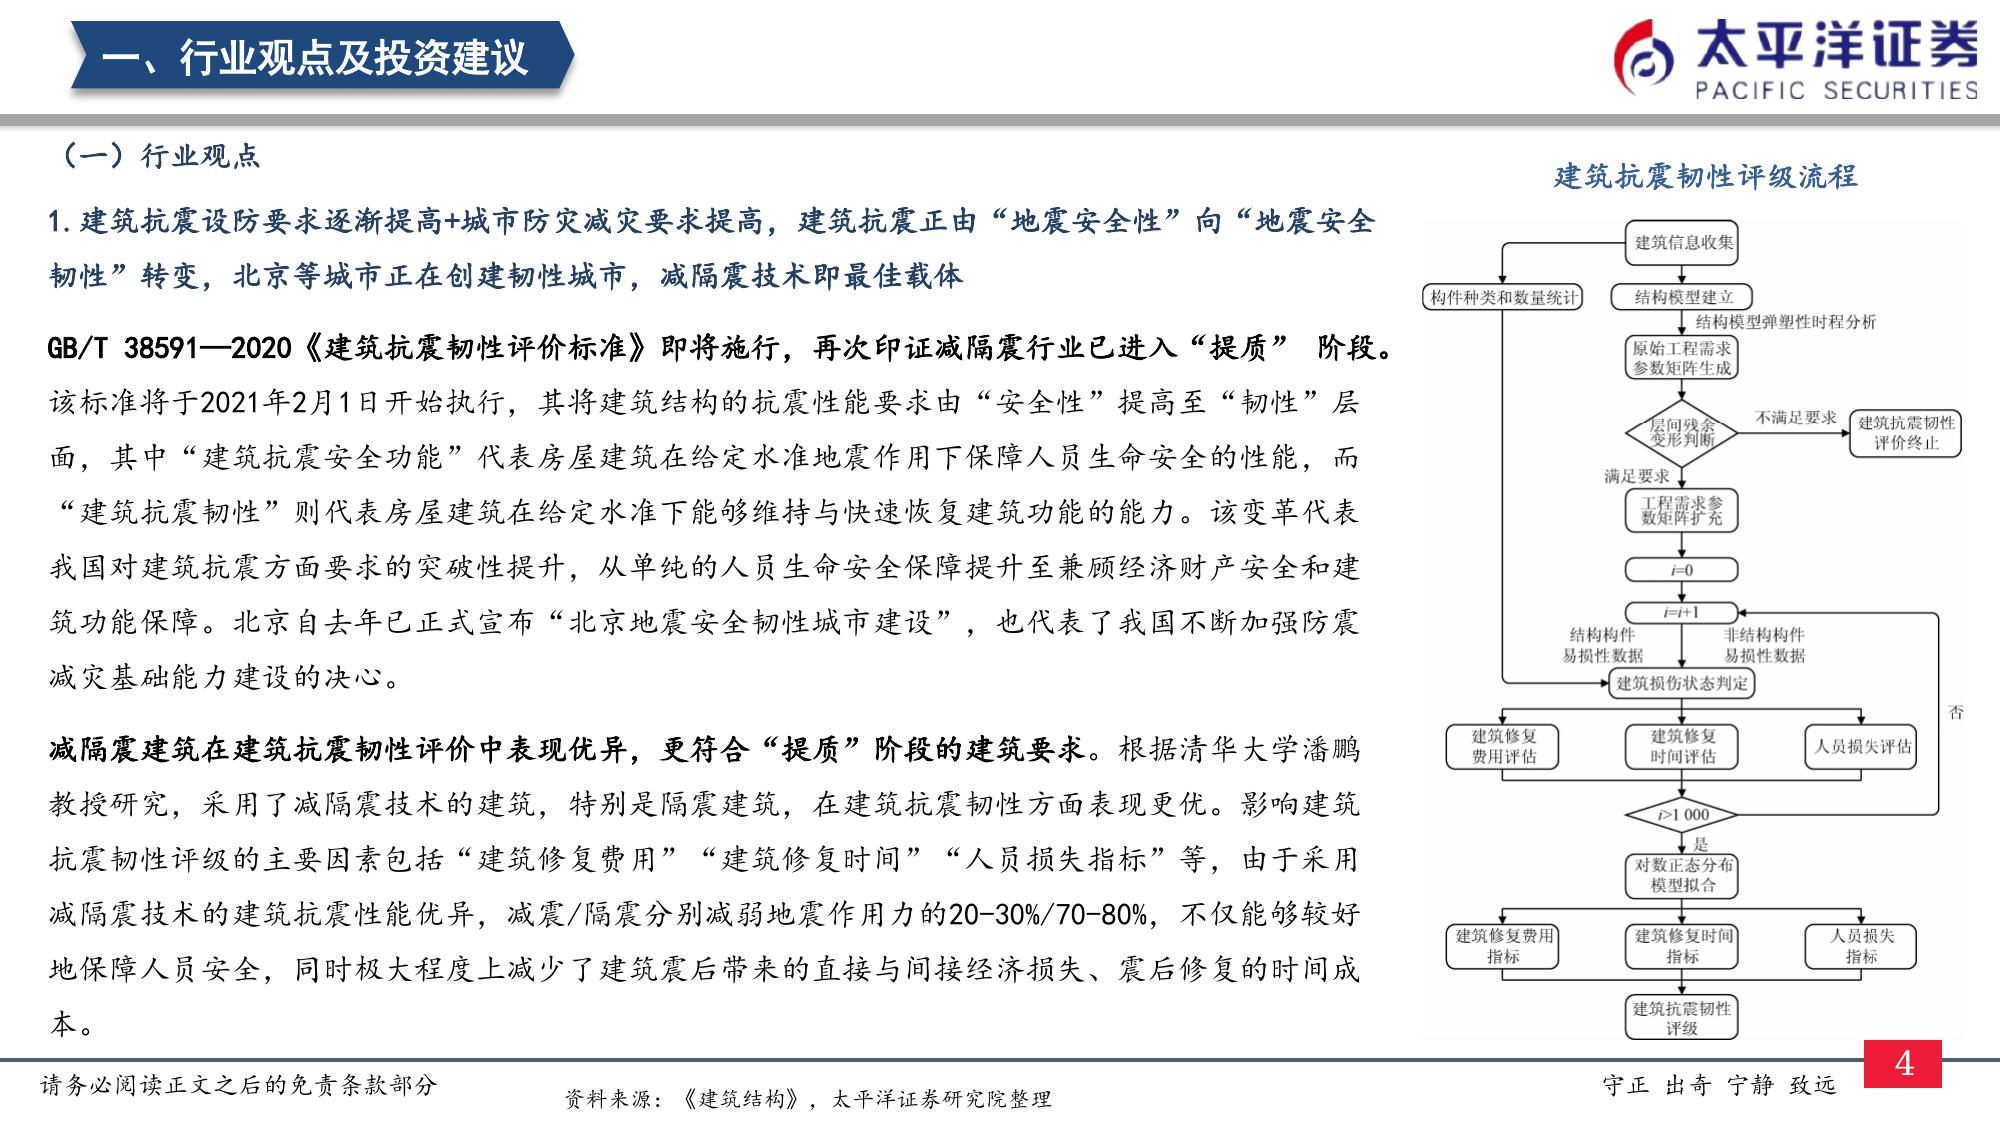 一、行业观点及投资建议
太平洋证券
PACIFIC SECURITIES
（一）行业观点
1.建筑抗震设防要求逐渐提高+城市防灾减灾要求提高，建筑抗震正由“地震安全性”向“地震安全
韧性”转变，北京等城市正在创建韧性城市，减隔震技术即最佳载体
GB/T 38591—2020《建筑抗震韧性评价标准》即将施行，再次印证减隔震行业已进入“提质” 阶段。
该标准将于2021年2月1日开始执行，其将建筑结构的抗震性能要求由“安全性”提高至“韧性”层
面，其中“建筑抗震安全功能”代表房屋建筑在给定水准地震作用下保障人员生命安全的性能，而
“建筑抗震韧性”则代表房屋建筑在给定水准下能够维持与快速恢复建筑功能的能力。该变革代表
我国对建筑抗震方面要求的突破性提升，从单纯的人员生命安全保障提升至兼顾经济财产安全和建
筑功能保障。北京自去年已正式宣布“北京地震安全韧性城市建设”，也代表了我国不断加强防震
减灾基础能力建设的决心。
减隔震建筑在建筑抗震韧性评价中表现优异，更符合“提质”阶段的建筑要求。根据清华大学潘鹏
教授研究，采用了减隔震技术的建筑，特别是隔震建筑，在建筑抗震韧性方面表现更优。影响建筑
抗震韧性评级的主要因素包括“建筑修复费用”“建筑修复时间”“人员损失指标”等，由于采用
减隔震技术的建筑抗震性能优异，减震/隔震分别减弱地震作用力的20-30%/70-80%，不仅能够较好
地保障人员安全，同时极大程度上减少了建筑震后带来的直接与间接经济损失、震后修复的时间成
本。
建筑抗震韧性评级流程
建筑信息收集
构件种类和数量统计
结构模型建立
结构模型弹塑性时程分析
原始工程需求
参数矩阵生成
层间残余
变形判断
不满足要求
建筑抗震韧性
评价终止
满足要求
工程需求参
数矩阵扩充
i=0
i=i+1
结构构件
易损性数据
非结构构件
易损性数据
建筑损伤状态判定
否
建筑修复
费用评估
建筑修复
时间评估
人员损失评估
i>1 000
是
对数正态分布
模型拟合
建筑修复费用
指标
建筑修复时间
指标
人员损失
指标
建筑抗震韧性
评级
请务必阅读正文之后的免责条款部分
资料来源：《建筑结构》，太平洋证券研究院整理
守正 出奇 宁静 致远
4